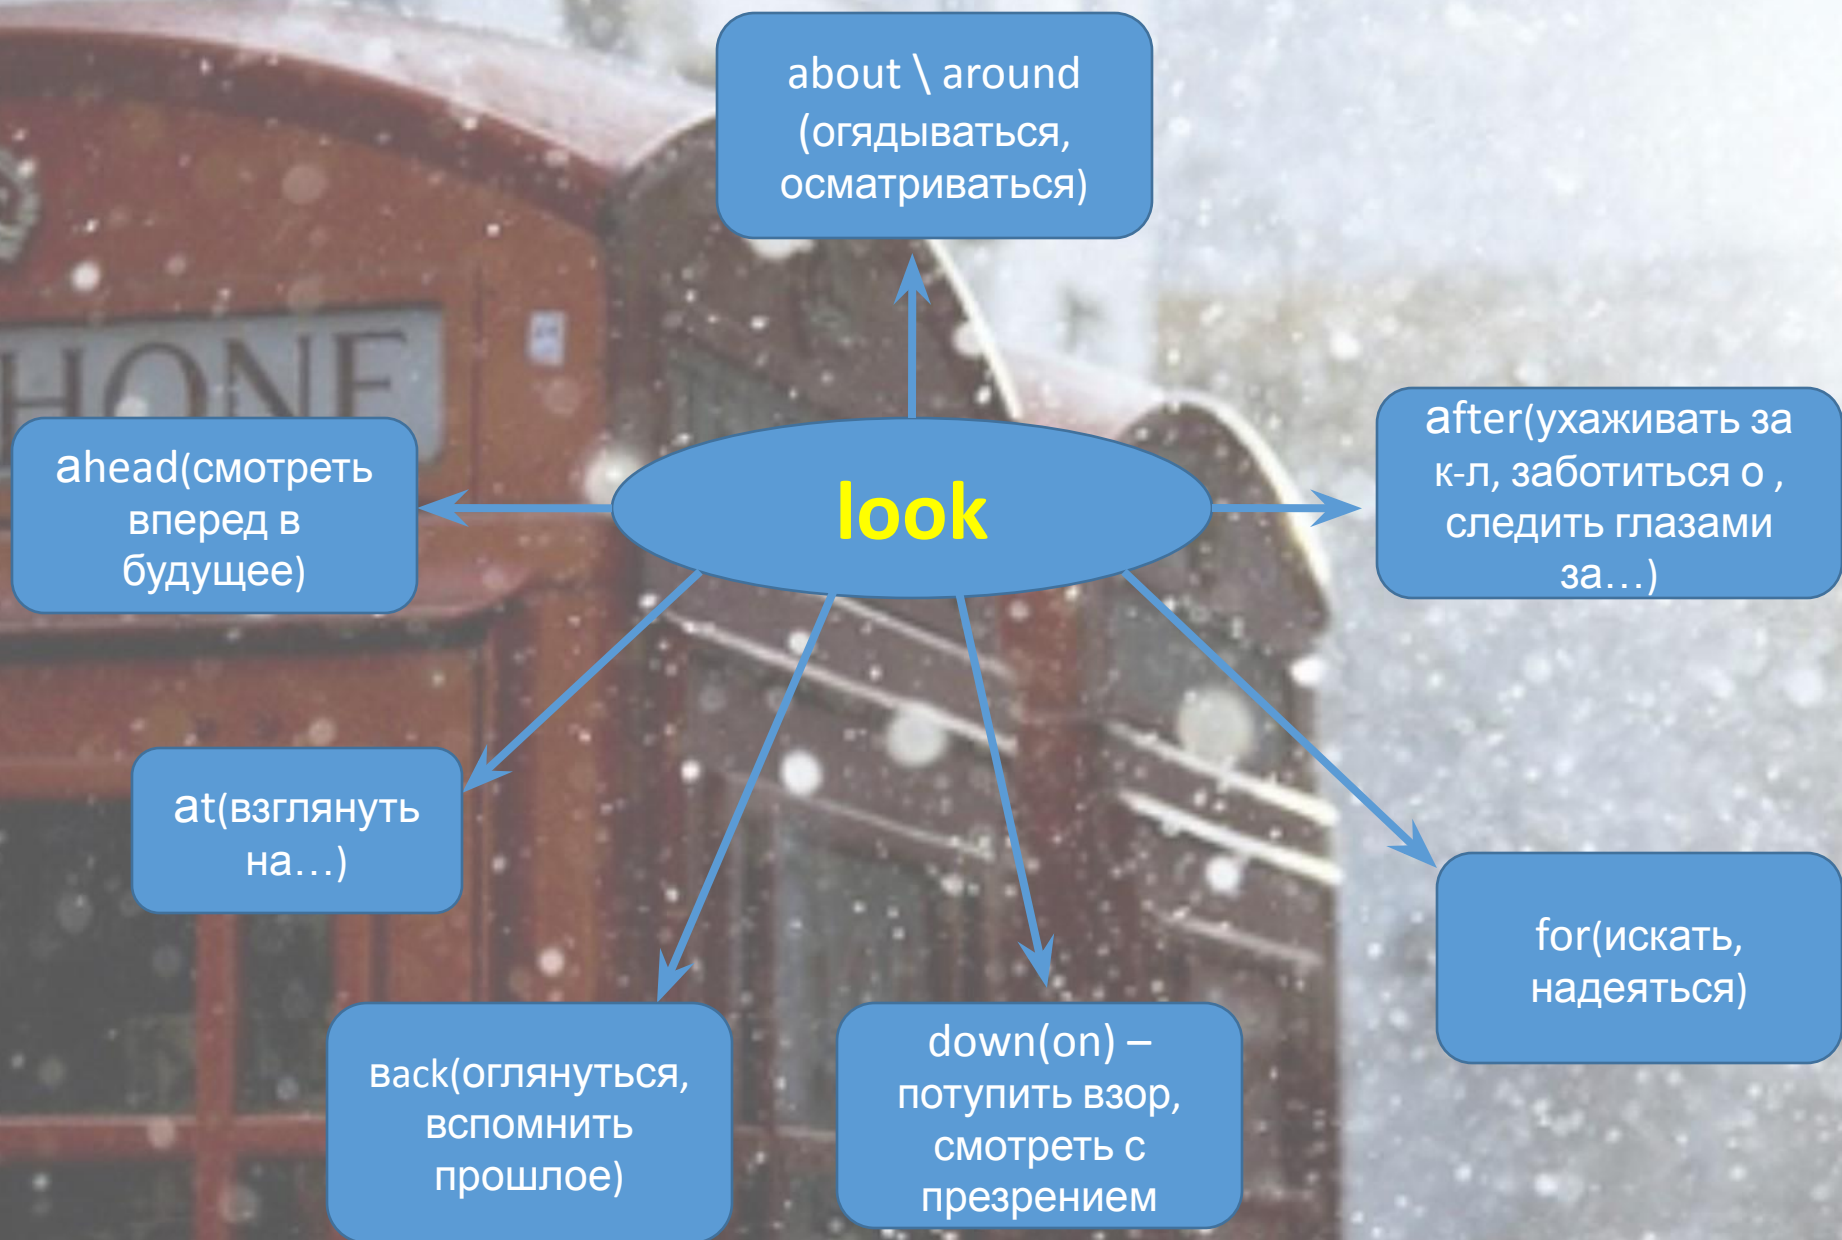 about \ around
(огядываться,
осматриваться)
HONE
ahead(смотреть
вперед в
будущее)
look
after(ухаживать за
к-л, заботиться о ,
следить глазами
за…)
at(взглянуть
на…)
for(искать,
надеяться)
вack(оглянуться,
вспомнить
прошлое)
down(on) –
потупить взор,
смотреть с
презрением